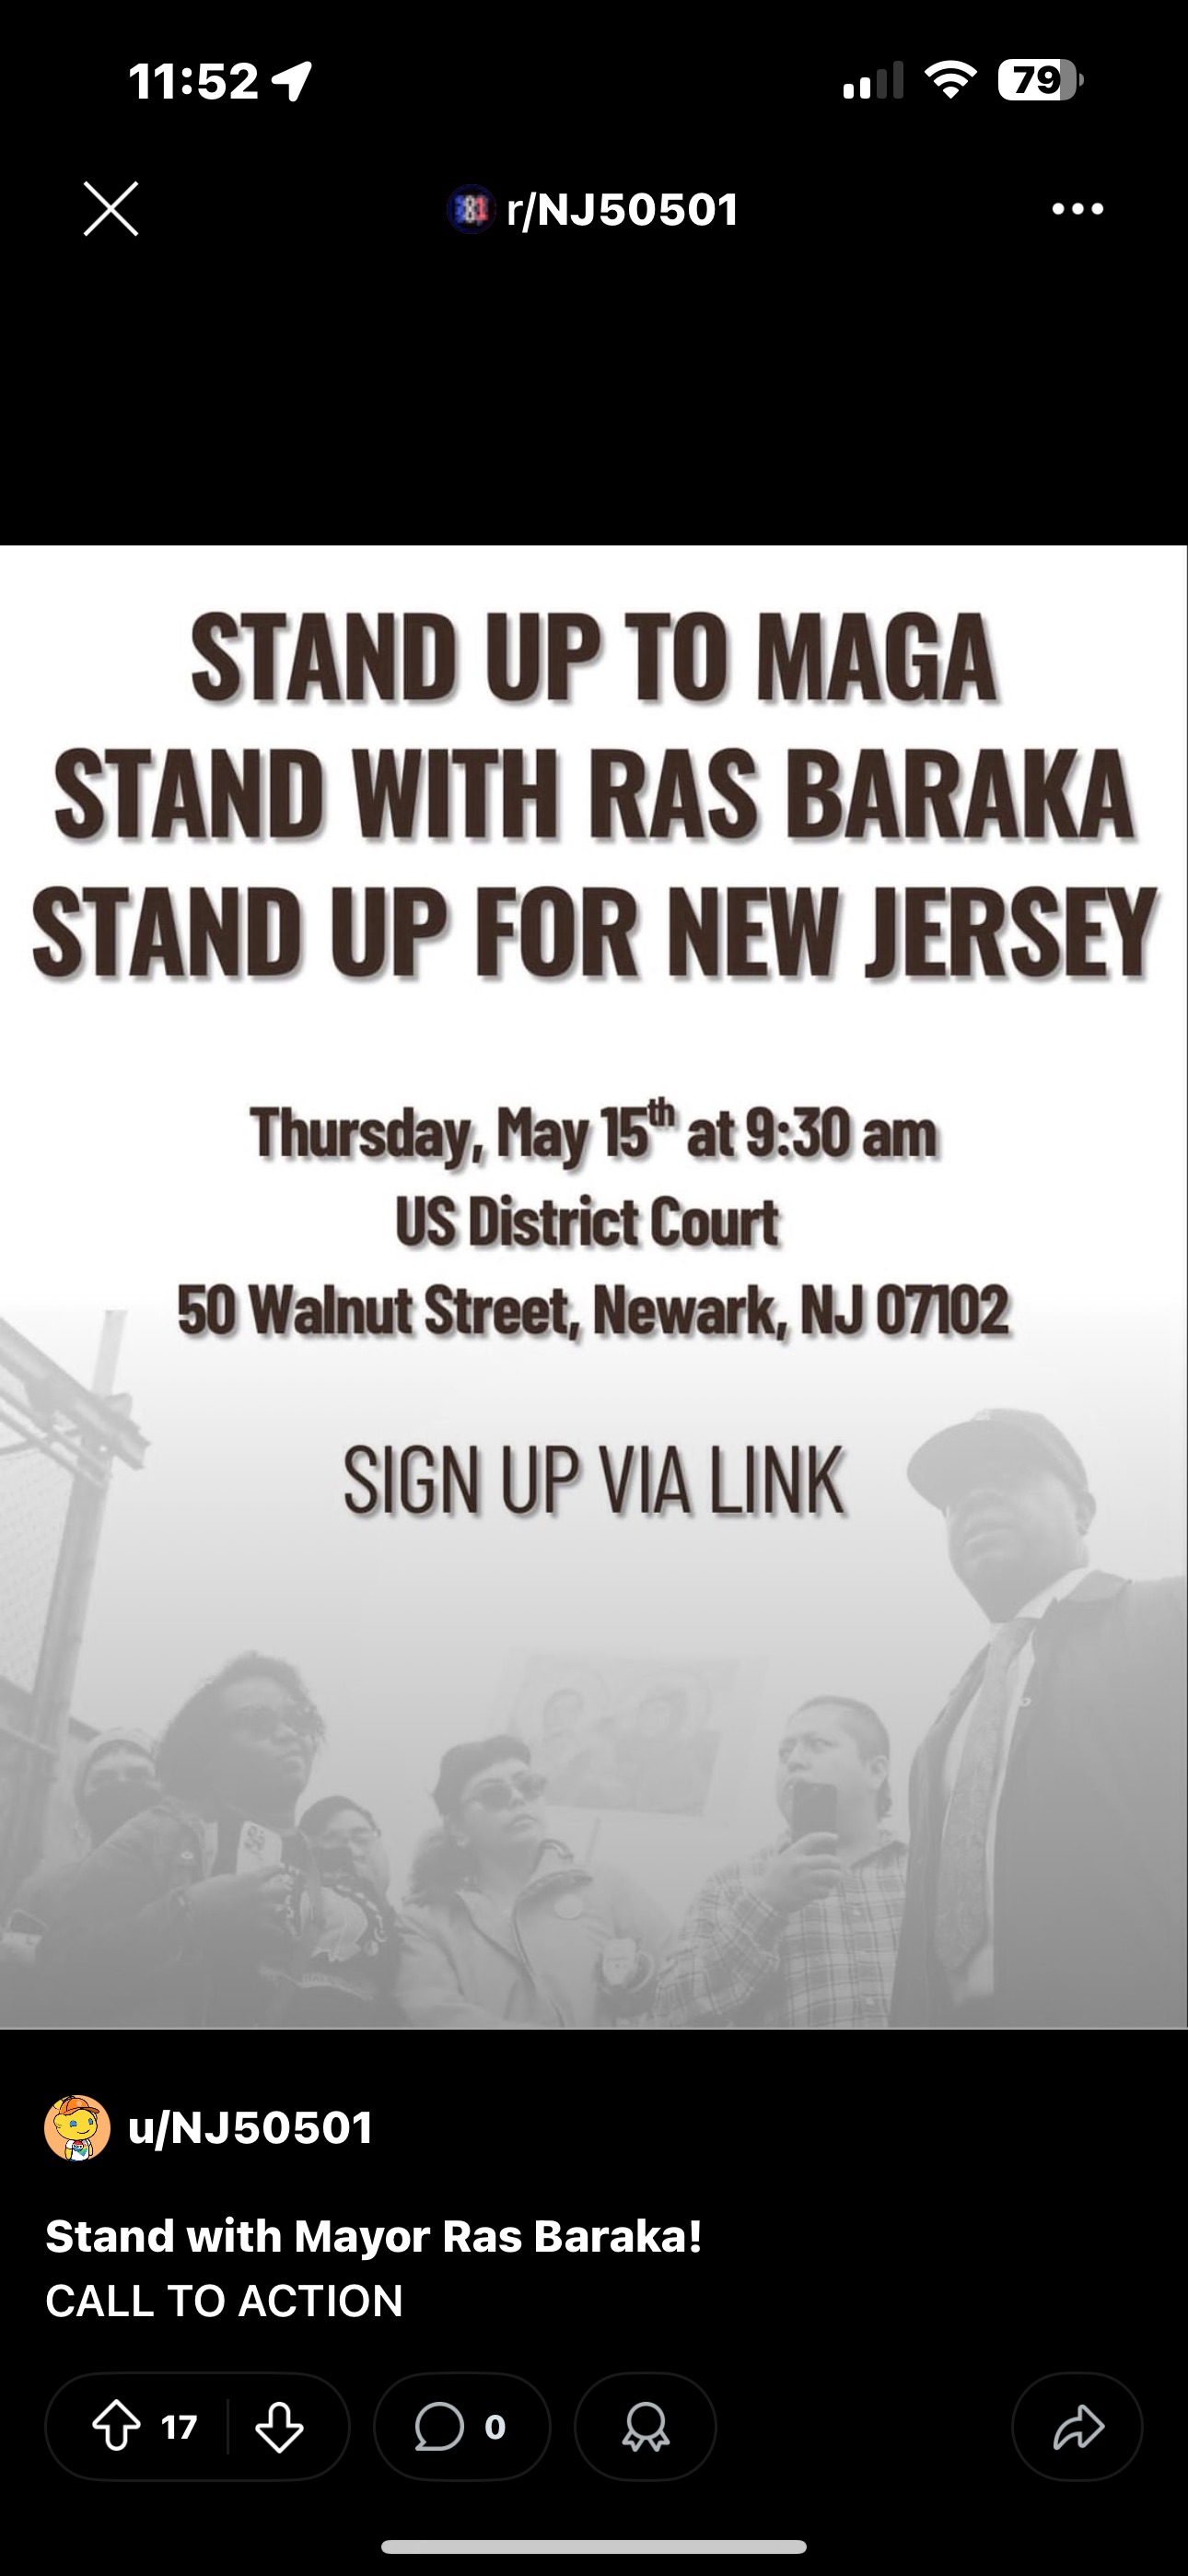 11:52
79
r/NJ50501
STAND UP TO MAGA
STAND WITH RAS BARAKA
STAND UP FOR NEW JERSEY
Thursday, May 15th at 9:30 am
US District Court
50 Walnut Street, Newark, NJ 07102
SIGN UP VIA LINK
u/NJ50501
Stand with Mayor Ras Baraka!
CALL TO ACTION
17
0